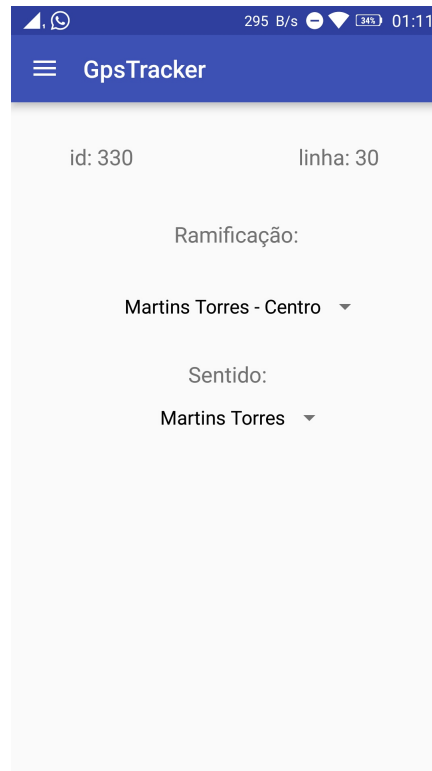 295 B/s 34% 01:11
GpsTracker
id: 330 linha: 30
Ramificação:
Martins Torres - Centro
Sentido:
Martins Torres